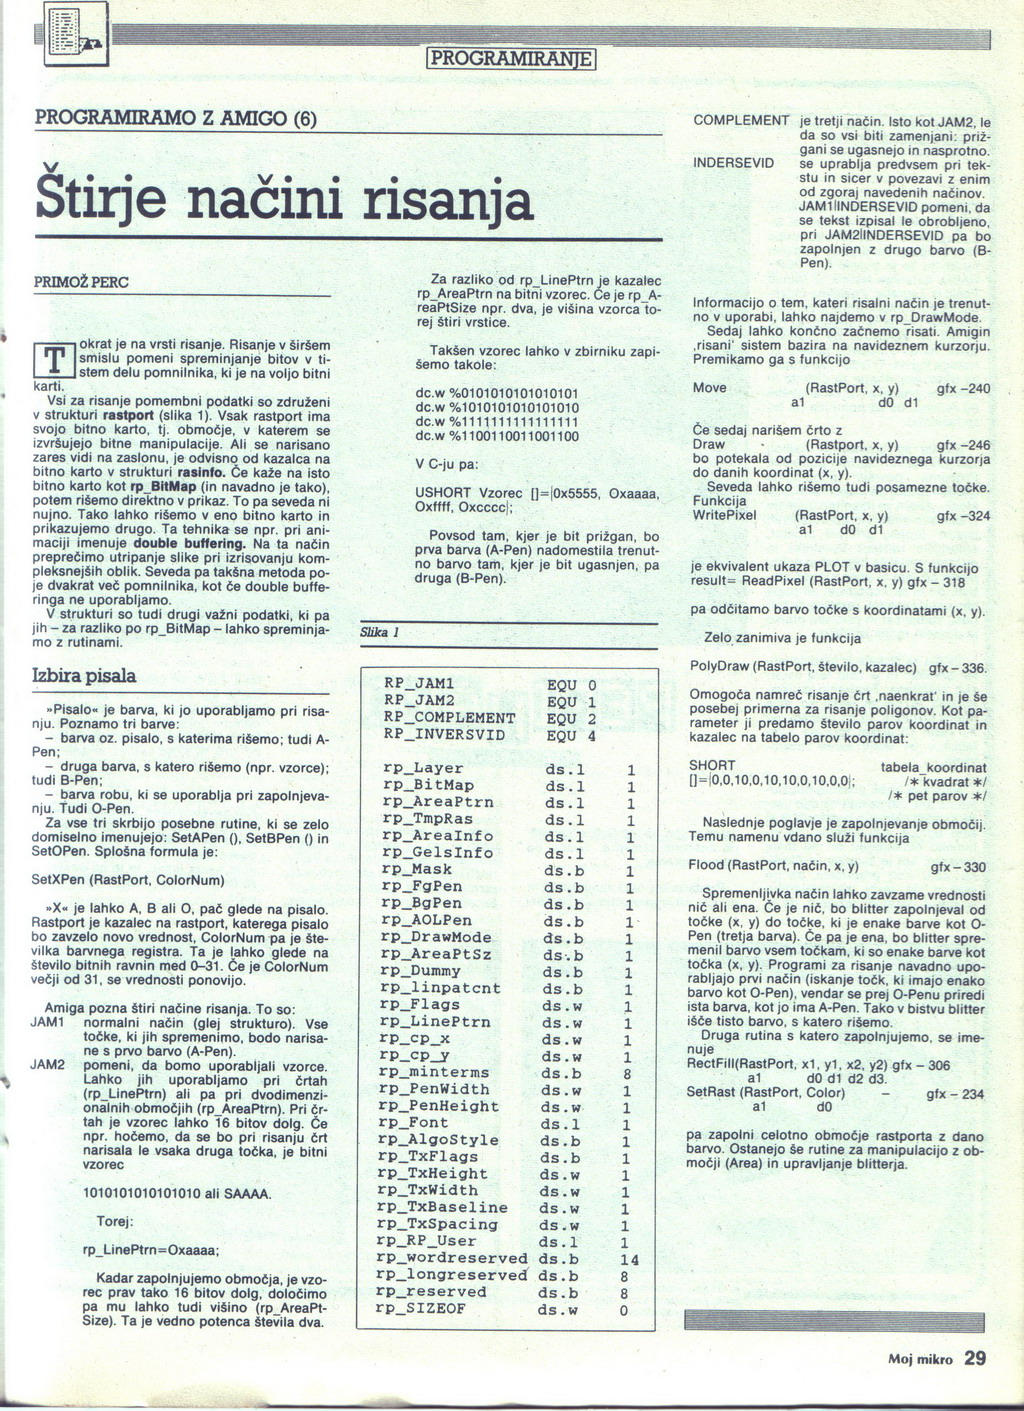 PROGRAMIRANJE
PROGRAMIRAMO Z AMIGO (6)
Štirje načini risanja
PRIMOŽ PERC
Tokrat je na vrsti risanje. Risanje v širšem
smislu pomeni spreminjanje bitov v ti-
stem delu pomnilnika, ki je na voljo bitni
karti.
Vsi za risanje pomembni podatki so združeni
v strukturi rastport (slika 1). Vsak rastport ima
svojo bitno karto, tj. območje, v katerem se
izvršujejo bitne manipulacije. Ali se narisano
zares vidi na zaslonu, je odvisno od kazalca na
bitno karto v strukturi rasinfo. Če kaže na isto
bitno karto kot rp_BitMap (in navadno je tako),
potem rišemo direktno v prikaz. To pa seveda ni
nujno. Tako lahko rišemo v eno bitno karto in
prikazujemo drugo. Ta tehnika se npr. pri ani-
maciji imenuje double buffering. Na ta način
preprečimo utripanje slike pri izrisovanju kom-
pleksnejših oblik. Seveda pa takšna metoda po-
je dvakrat več pomnilnika, kot če double buffe-
ringa ne uporabljamo.
V strukturi so tudi drugi važni podatki, ki pa
jih – za razliko po rp_BitMap – lahko spreminja-
mo z rutinami.
Izbira pisala
»Pisalo« je barva, ki jo uporabljamo pri risa-
nju. Poznamo tri barve:
– barva oz. pisalo, s katerima rišemo; tudi A-
Pen;
– druga barva, s katero rišemo (npr. vzorce);
tudi B-Pen;
– barva robu, ki se uporablja pri zapolnjeva-
nju. Tudi O-Pen.
Za vse tri skrbijo posebne rutine, ki se zelo
domiselno imenujejo: SetAPen (), SetBPen () in
SetOPen. Splošna formula je:
SetXPen (RastPort, ColorNum)
»X« je lahko A, B ali O, pač glede na pisalo.
Rastport je kazalec na rastport, katerega pisalo
bo zavzelo novo vrednost, ColorNum pa je šte-
vilka barvnega registra. Ta je lahko glede na
število bitnih ravnin med 0–31. Če je ColorNum
večji od 31, se vrednosti ponovijo.
Amiga pozna štiri načine risanja. To so:
JAM1 normalni način (glej strukturo). Vse
točke, ki jih spremenimo, bodo narisa-
ne s prvo barvo (A-Pen).
JAM2 pomeni, da bomo uporabljali vzorce.
Lahko jih uporabljamo pri črtah
(rp_LinePtrn) ali pa pri dvodimenzi-
onalnih območjih (rp_AreaPtrn). Pri čr-
tah je vzorec lahko 16 bitov dolg. Če
npr. hočemo, da se bo pri risanju črt
narisala le vsaka druga točka, je bitni
vzorec
1010101010101010 ali SAAAA.
Torej:
rp_LinePtrn=Oxaaaa;
Kadar zapolnjujemo območja, je vzo-
rec prav tako 16 bitov dolg, določimo
pa mu lahko tudi višino (rp_AreaPt-
Size). Ta je vedno potenca števila dva.
Za razliko od rp_LinePtrn je kazalec
rp_AreaPtrn na bitni vzorec. Če je rp_A-
reaPtSize npr. dva, je višina vzorca to-
rej štiri vrstice.
Takšen vzorec lahko v zbirniku zapi-
šemo takole:
dc.w %0101010101010101
dc.w %1010101010101010
dc.w %1111111111111111
dc.w %1100110011001100
V C-ju pa:
USHORT Vzorec []=|0x5555, Oxaaaa,
Oxffff, Oxcccc|;
Povsod tam, kjer je bit prižgan, bo
prva barva (A-Pen) nadomestila trenut-
no barvo tam, kjer je bit ugasnjen, pa
druga (B-Pen).
Slika 1
RP_JAM1 EQU 0
RP_JAM2 EQU 1
RP_COMPLEMENT EQU 2
RP_INVERSVID EQU 4
rp_Layer ds.l 1
rp_BitMap ds.l 1
rp_AreaPtrn ds.l 1
rp_TmpRas ds.l 1
rp_AreaInfo ds.l 1
rp_GelsInfo ds.l 1
rp_Mask ds.b 1
rp_FgPen ds.b 1
rp_BgPen ds.b 1
rp_AOLPen ds.b 1
rp_DrawMode ds.b 1
rp_AreaPtSz ds.b 1
rp_Dummy ds.b 1
rp_linpatcnt ds.b 1
rp_Flags ds.w 1
rp_LinePtrn ds.w 1
rp_cp_x ds.w 1
rp_cp_y ds.w 1
rp_minterms ds.b 8
rp_PenWidth ds.w 1
rp_PenHeight ds.w 1
rp_Font ds.l 1
rp_AlgoStyle ds.b 1
rp_TxFlags ds.b 1
rp_TxHeight ds.w 1
rp_TxWidth ds.w 1
rp_TxBaseline ds.w 1
rp_TxSpacing ds.w 1
rp_RP_User ds.l 1
rp_wordreserved ds.b 14
rp_longreserved ds.b 8
rp_reserved ds.b 8
rp_SIZEOF ds.w 0
COMPLEMENT je tretji način. Isto kot JAM2, le
da so vsi biti zamenjani: priž-
gani se ugasnejo in nasprotno.
INDERSEVID se uprablja predvsem pri tek-
stu in sicer v povezavi z enim
od zgoraj navedenih načinov.
JAM1|INDERSEVID pomeni, da
se tekst izpisal le obrobljeno,
pri JAM2|INDERSEVID pa bo
zapolnjen z drugo barvo (B-
Pen).
Informacijo o tem, kateri risalni način je trenut-
no v uporabi, lahko najdemo v rp_DrawMode.
Sedaj lahko končno začnemo risati. Amigin
‚risani‘ sistem bazira na navideznem kurzorju.
Premikamo ga s funkcijo
Move (RastPort, x, y) gfx –240
a1 d0 d1
Če sedaj narišem črto z
Draw (Rastport, x, y) gfx –246
bo potekala od pozicije navideznega kurzorja
do danih koordinat (x, y).
Seveda lahko rišemo tudi posamezne točke.
Funkcija
WritePixel (RastPort, x, y) gfx –324
a1 d0 d1
je ekvivalent ukaza PLOT v basicu. S funkcijo
result= ReadPixel (RastPort, x, y) gfx – 318
pa odčitamo barvo točke s koordinatami (x, y).
Zelo zanimiva je funkcija
PolyDraw (RastPort, število, kazalec) gfx – 336.
Omogoča namreč risanje črt ‚naenkrat‘ in je še
posebej primerna za risanje poligonov. Kot pa-
rameter ji predamo število parov koordinat in
kazalec na tabelo parov koordinat:
SHORT tabela_koordinat
[]=|0,0,10,0,10,10,0,10,0,0|; /* kvadrat */
/* pet parov */
Naslednje poglavje je zapolnjevanje območij.
Temu namenu vdano služi funkcija
Flood (RastPort, način, x, y) gfx – 330
Spremenljivka način lahko zavzame vrednosti
nič ali ena. Če je nič, bo blitter zapolnjeval od
točke (x, y) do točke, ki je enake barve kot O-
Pen (tretja barva). Če pa je ena, bo blitter spre-
menil barvo vsem točkam, ki so enake barve kot
točka (x, y). Programi za risanje navadno upo-
rabljajo prvi način (iskanje točk, ki imajo enako
barvo kot O-Pen), vendar se prej O-Penu priredi
ista barva, kot jo ima A-Pen. Tako v bistvu blitter
išče tisto barvo, s katero rišemo.
Druga rutina s katero zapolnjujemo, se ime-
nuje
RectFill(RastPort, x1, y1, x2, y2) gfx – 306
a1 d0 d1 d2 d3.
SetRast (RastPort, Color) – gfx – 234
a1 d0
pa zapolni celotno območje rastporta z dano
barvo. Ostanejo še rutine za manipulacijo z ob-
močji (Area) in upravljanje blitterja.
Moj mikro 29